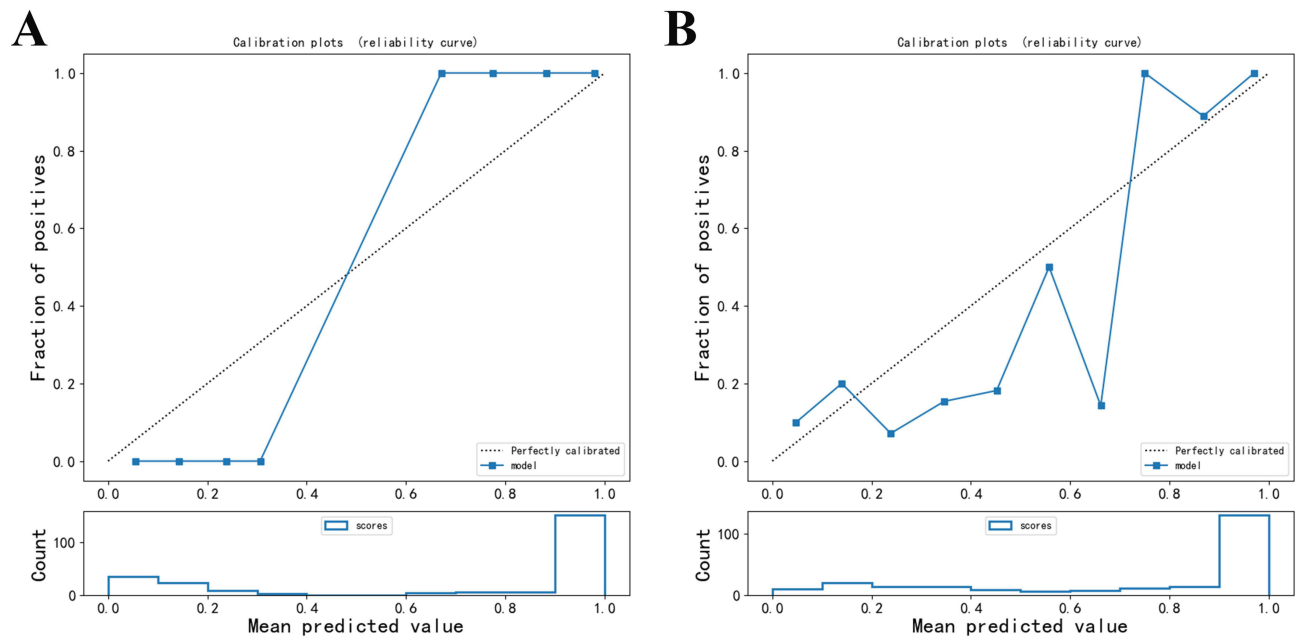 A
Calibration plots (reliability curve)
Fraction of positives
1.0
0.8
0.6
0.4
0.2
0.0
Perfectly calibrated
model
0.0 0.2 0.4 0.6 0.8 1.0
Count
100
0
scores
0.0 0.2 0.4 0.6 0.8 1.0
Mean predicted value
B
Calibration plots (reliability curve)
Fraction of positives
1.0
0.8
0.6
0.4
0.2
0.0
Perfectly calibrated
model
0.0 0.2 0.4 0.6 0.8 1.0
Count
100
0
scores
0.0 0.2 0.4 0.6 0.8 1.0
Mean predicted value